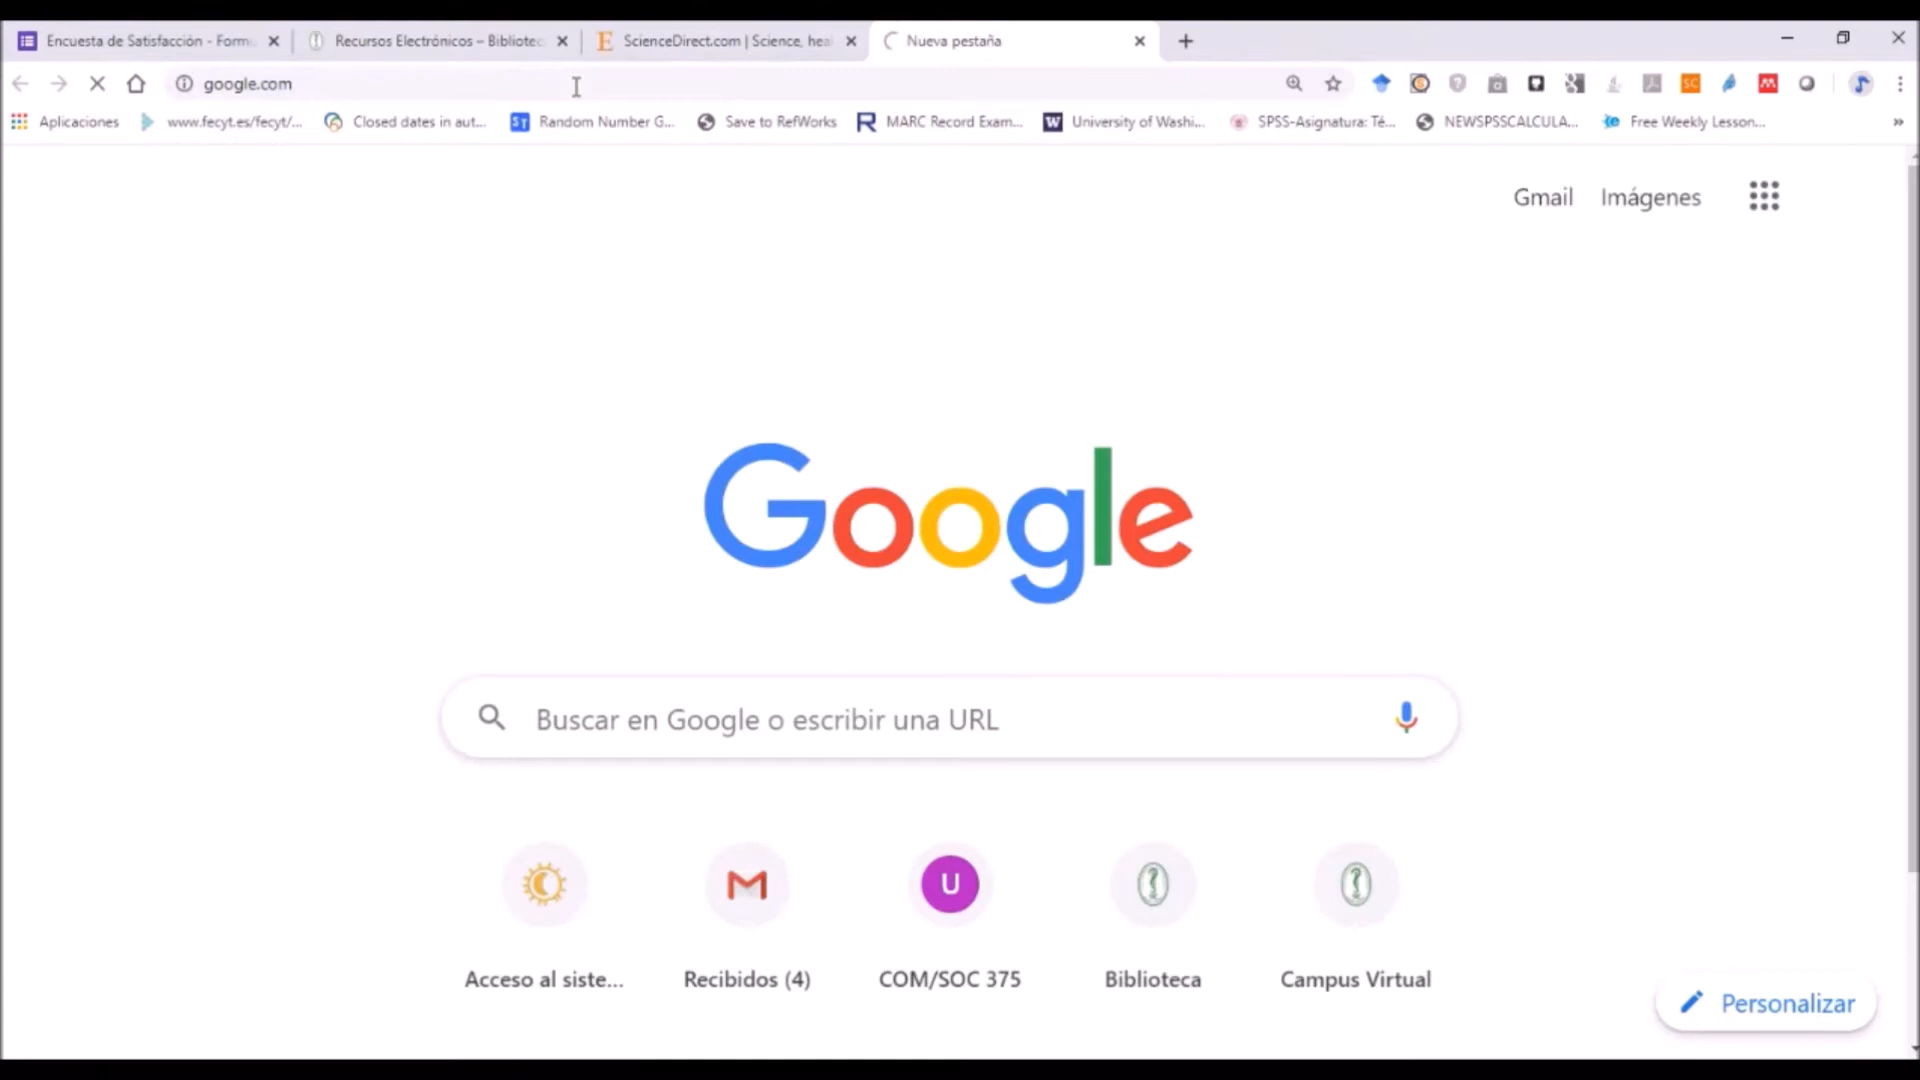 Encuesta de Satisfacción - Formu
Recursos Electrónicos – Bibliotec
ScienceDirect.com | Science, hea
Nueva pestaña
google.com
Aplicaciones
www.fecyt.es/fecyt/...
Closed dates in aut...
ST
Random Number G...
Save to RefWorks
R
MARC Record Exam...
W
University of Washi...
SPSS-Asignatura: Té...
NEWSPSSCALCULA...
Free Weekly Lesson...
»
SC
Gmail
Imágenes
Google
Buscar en Google o escribir una URL
U
Acceso al siste...
Recibidos (4)
COM/SOC 375
Biblioteca
Campus Virtual
Personalizar